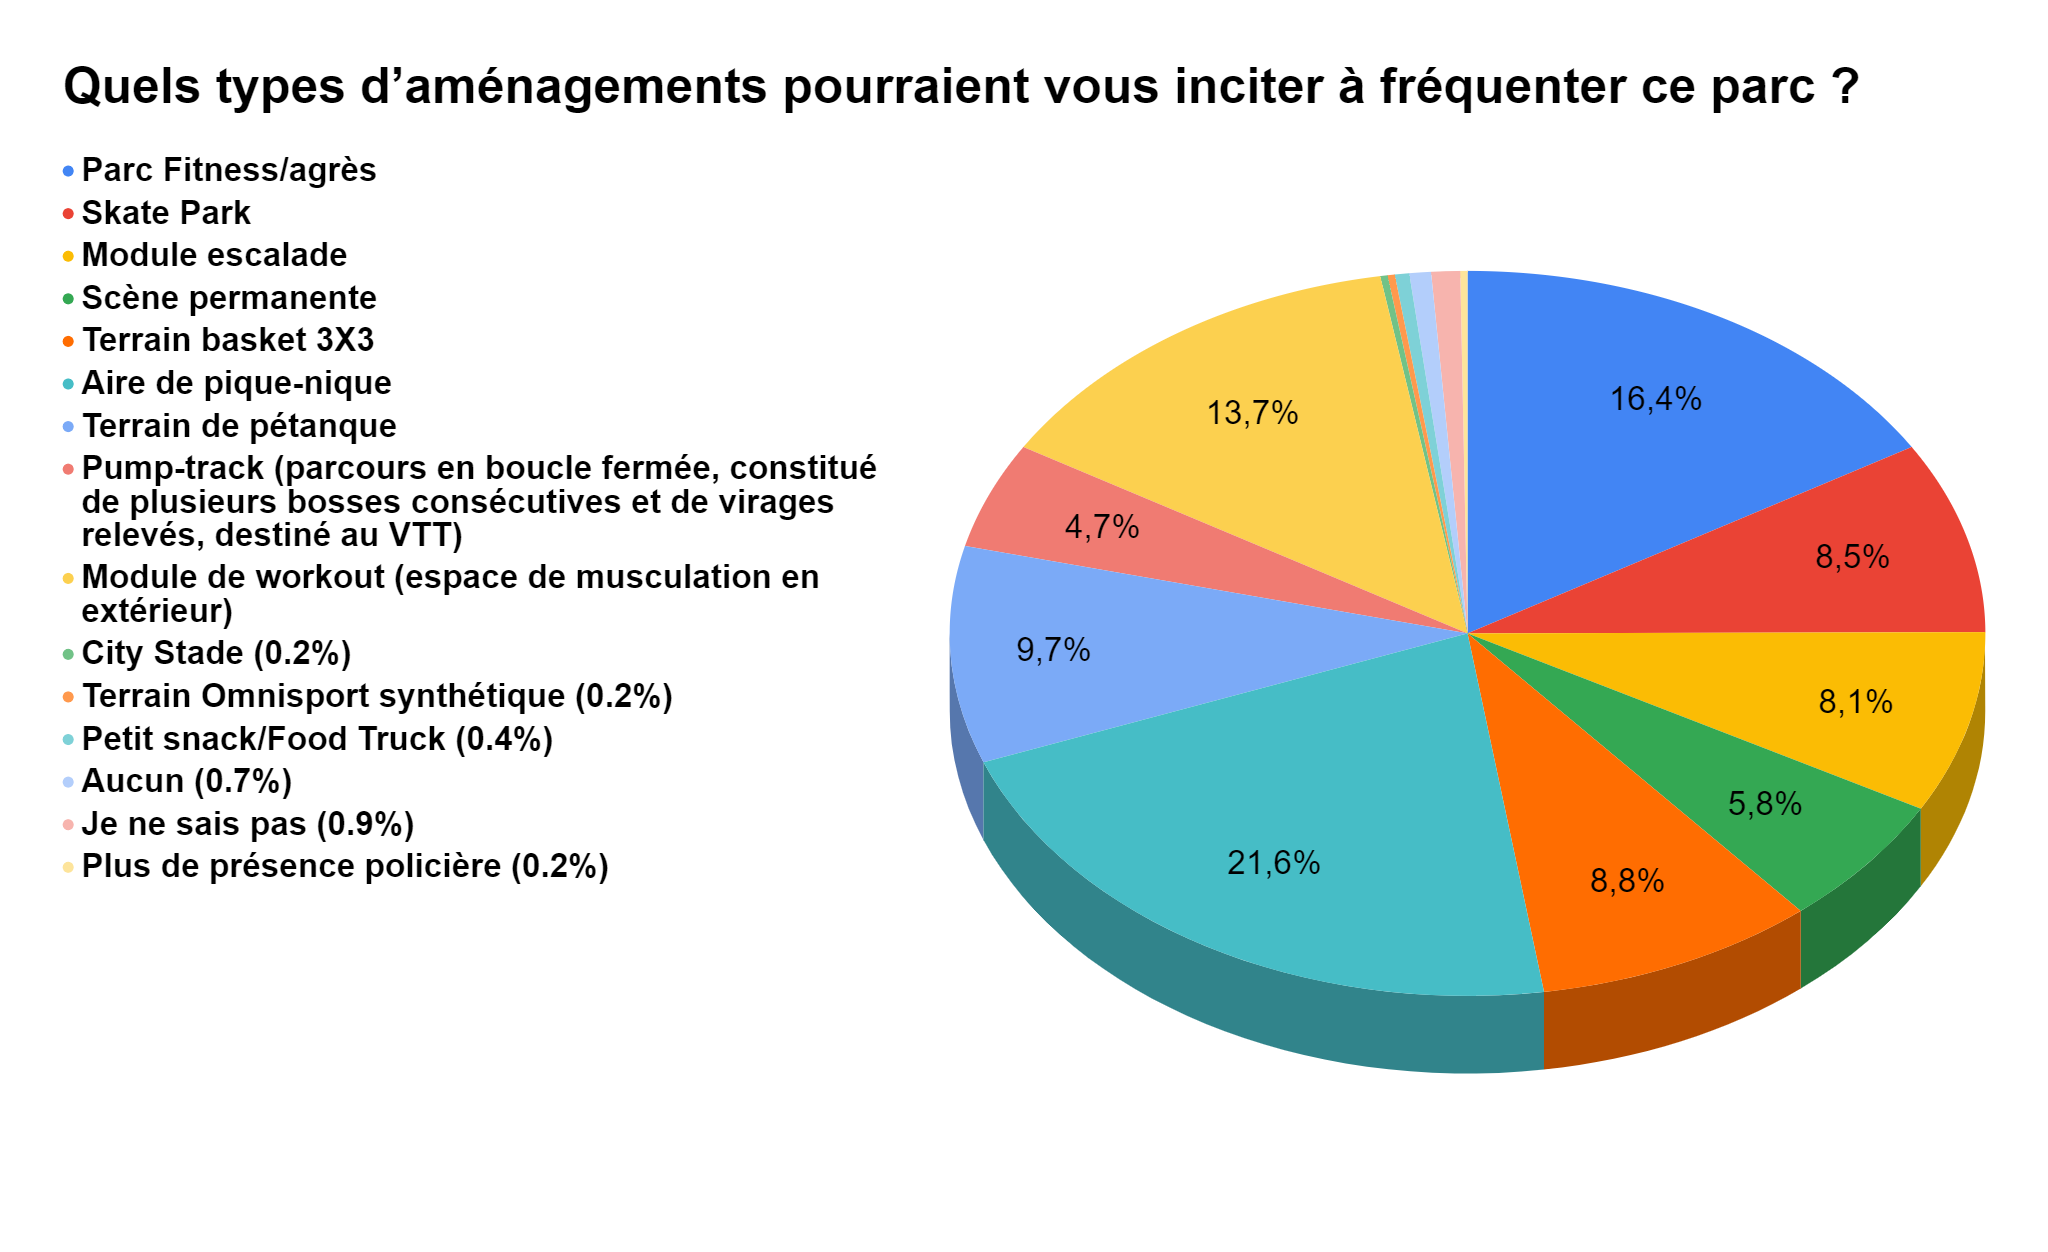 Quels types d’aménagements pourraient vous inciter à fréquenter ce parc ?
Parc Fitness/agrès
Skate Park
Module escalade
Scène permanente
Terrain basket 3X3
Aire de pique-nique
Terrain de pétanque
Pump-track (parcours en boucle fermée, constitué
de plusieurs bosses consécutives et de virages
relevés, destiné au VTT)
Module de workout (espace de musculation en
extérieur)
City Stade (0.2%)
Terrain Omnisport synthétique (0.2%)
Petit snack/Food Truck (0.4%)
Aucun (0.7%)
Je ne sais pas (0.9%)
Plus de présence policière (0.2%)
16,4%
8,5%
8,1%
5,8%
8,8%
21,6%
9,7%
4,7%
13,7%